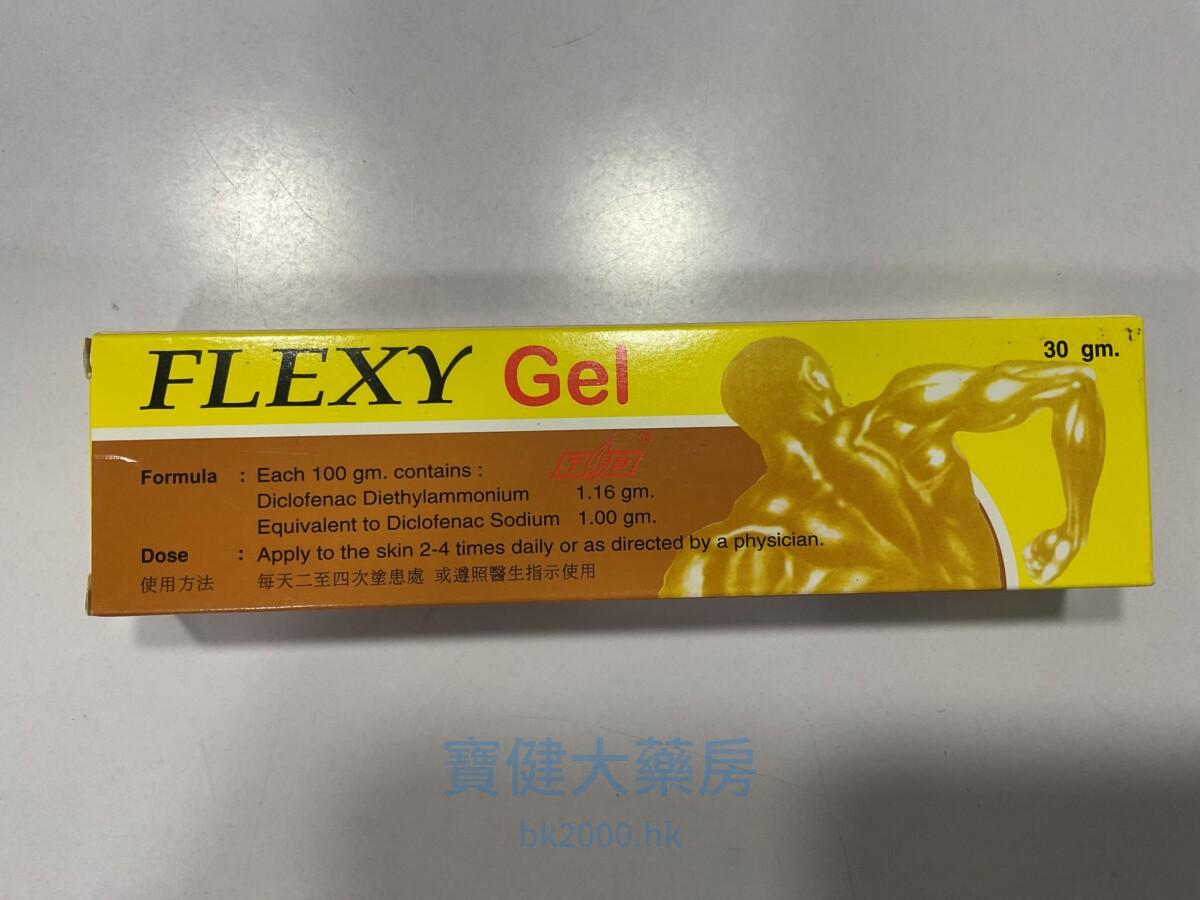 FLEXY Gel
30 gm.
T P ®
Formula : Each 100 gm. contains :
Diclofenac Diethylammonium 1.16 gm.
Equivalent to Diclofenac Sodium 1.00 gm.
Dose : Apply to the skin 2-4 times daily or as directed by a physician.
使用方法 每天二至四次塗患處 或遵照醫生指示使用
寶健大藥房
bk2000.hk